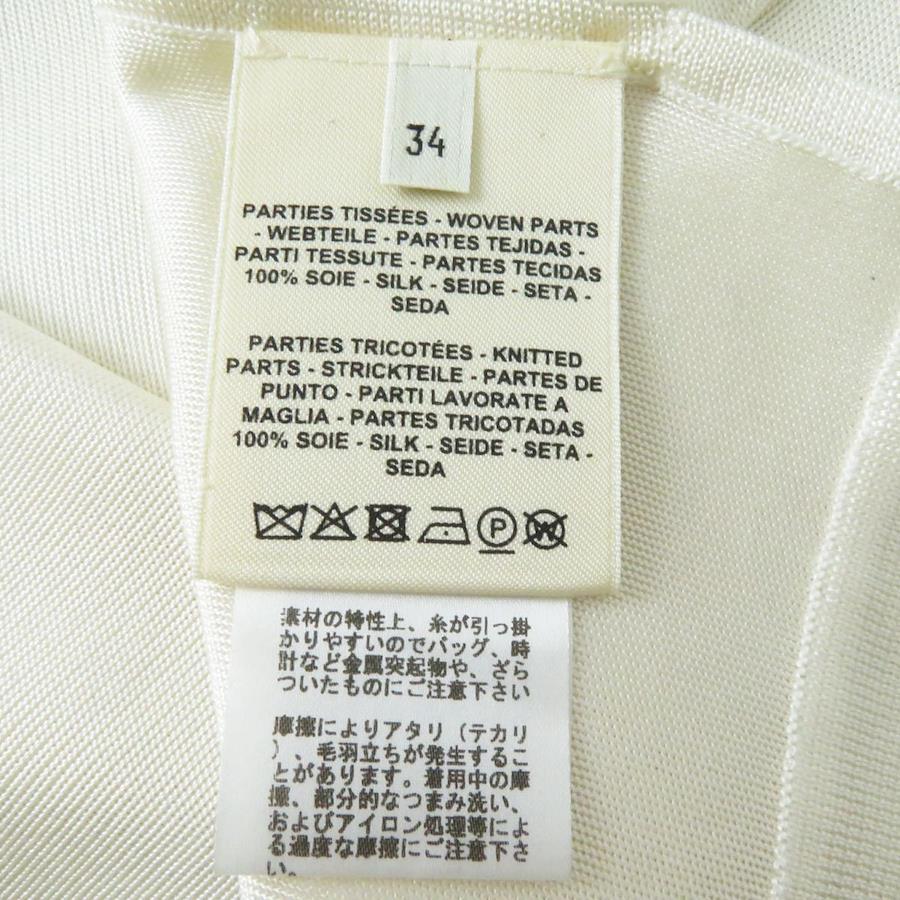 34
PARTIES TISSÉES - WOVEN PARTS
- WEBTEILE - PARTES TEJIDAS -
PARTI TESSUTE - PARTES TECIDAS
100% SOIE - SILK - SEIDE - SETA -
SEDA
PARTIES TRICOTÉES - KNITTED
PARTS - STRICKTEILE - PARTES DE
PUNTO - PARTI LAVORATE A
MAGLIA - PARTES TRICOTADAS
100% SOIE - SILK - SEIDE - SETA -
SEDA
P W
素材の特性上、糸が引っ掛
かりやすいのでバッグ、時
計など金属突起物や、ざら
ついたものにご注意下さい
摩擦によりアタリ（テカリ
）、毛羽立ちが発生するこ
とがあります。着用中の摩
擦、部分的なつまみ洗い、
およびアイロン処理等によ
る過度な摩擦にご注意下さ
い。